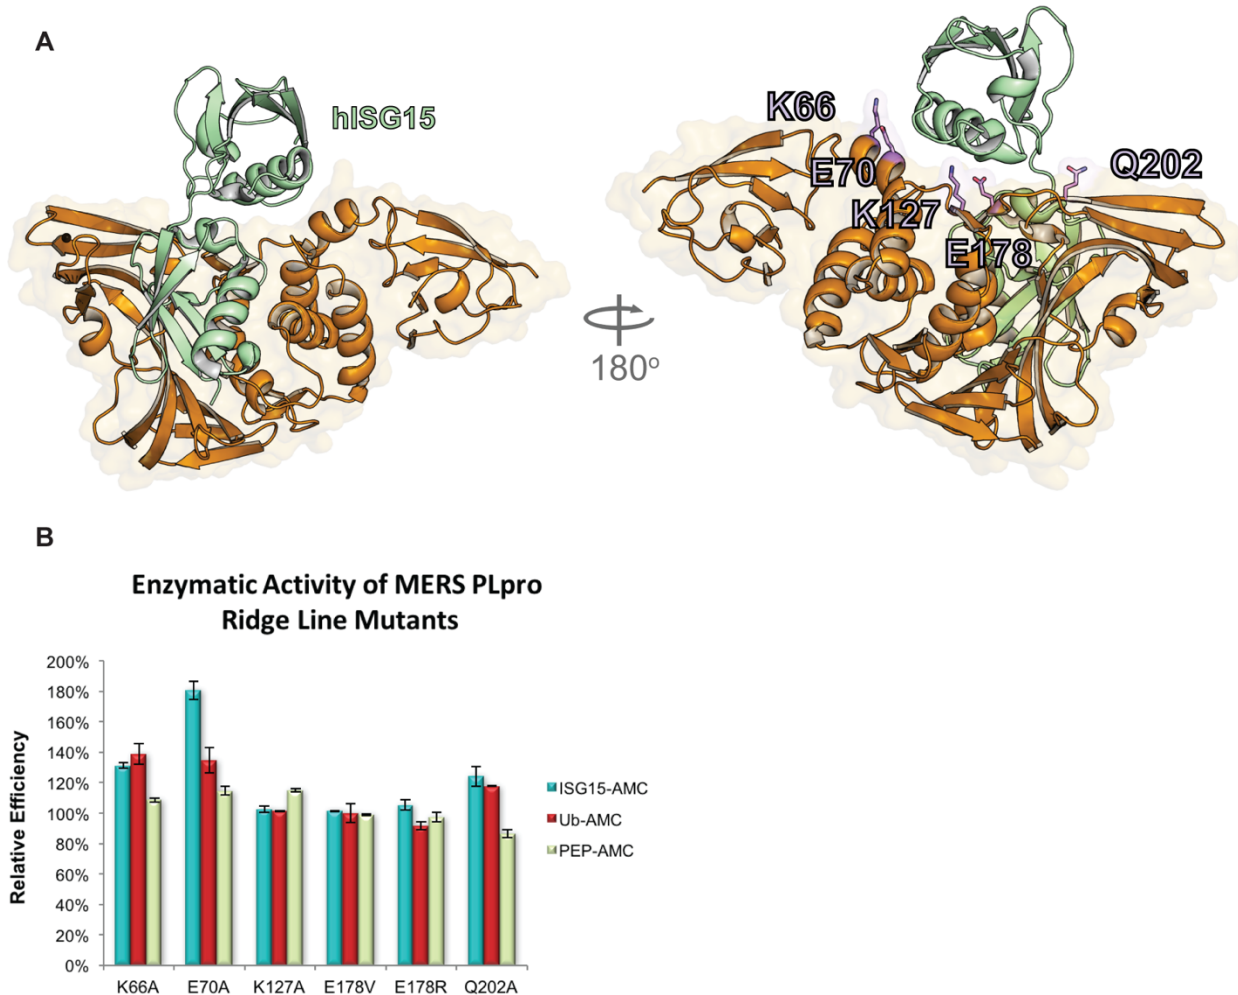 A
hISG15
180o
K66
E70
K127
E178
Q202
B
Enzymatic Activity of MERS PLpro
Ridge Line Mutants
Relative Efficiency
200%
180%
160%
140%
120%
100%
80%
60%
40%
20%
0%
K66A E70A K127A E178V E178R Q202A
ISG15-AMC
Ub-AMC
PEP-AMC